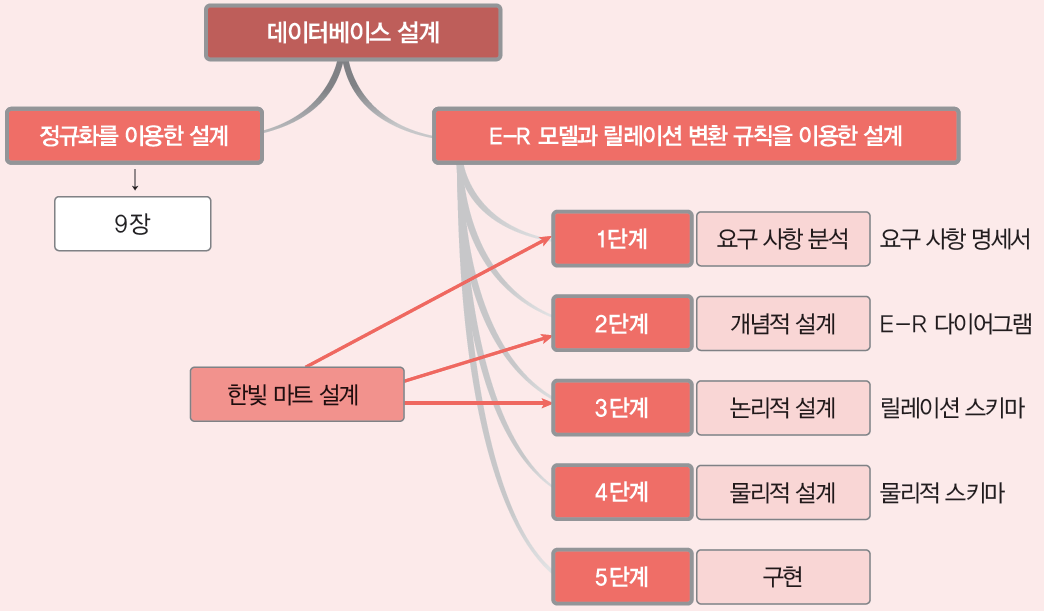 데이터베이스 설계
정규화를 이용한 설계
E-R 모델과 릴레이션 변환 규칙을 이용한 설계
9장
1단계 요구 사항 분석 요구 사항 명세서
2단계 개념적 설계 E-R 다이어그램
한빛 마트 설계
3단계 논리적 설계 릴레이션 스키마
4단계 물리적 설계 물리적 스키마
5단계 구현